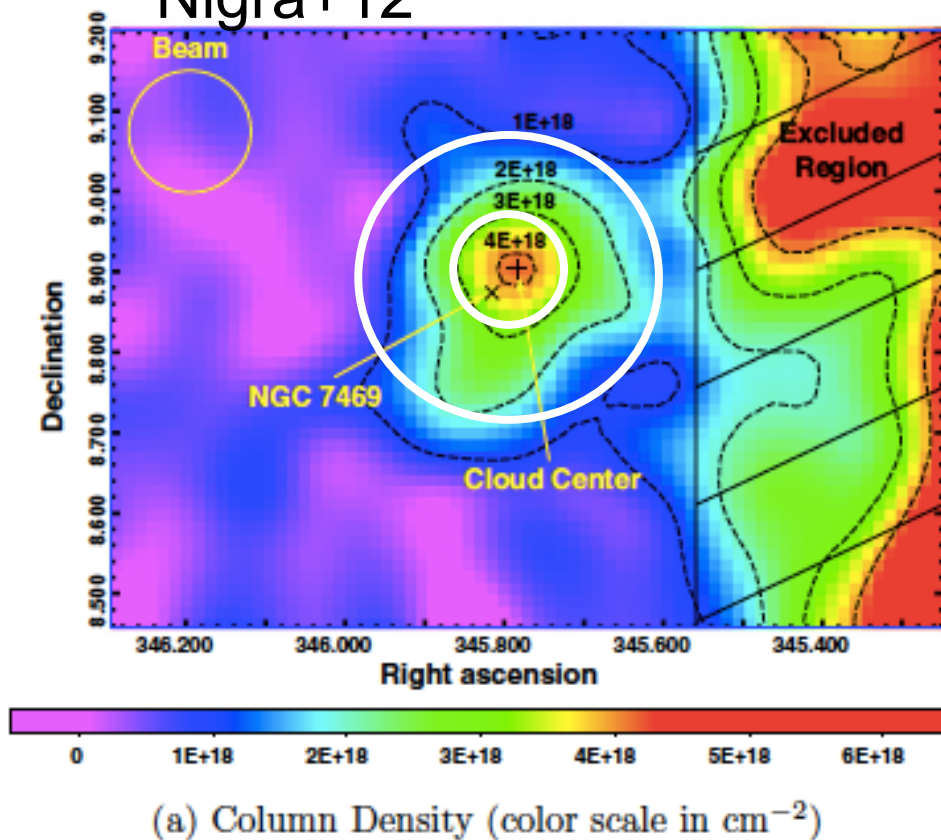 Nigra+12
Beam
1E+18
2E+18
3E+18
4E+18
Excluded
Region
NGC 7469
Cloud Center
Declination
9.200
9.100
9.000
8.900
8.800
8.700
8.600
8.500
346.200 346.000 345.800 345.600 345.400
Right ascension
0 1E+18 2E+18 3E+18 4E+18 5E+18 6E+18
(a) Column Density (color scale in cm−2)